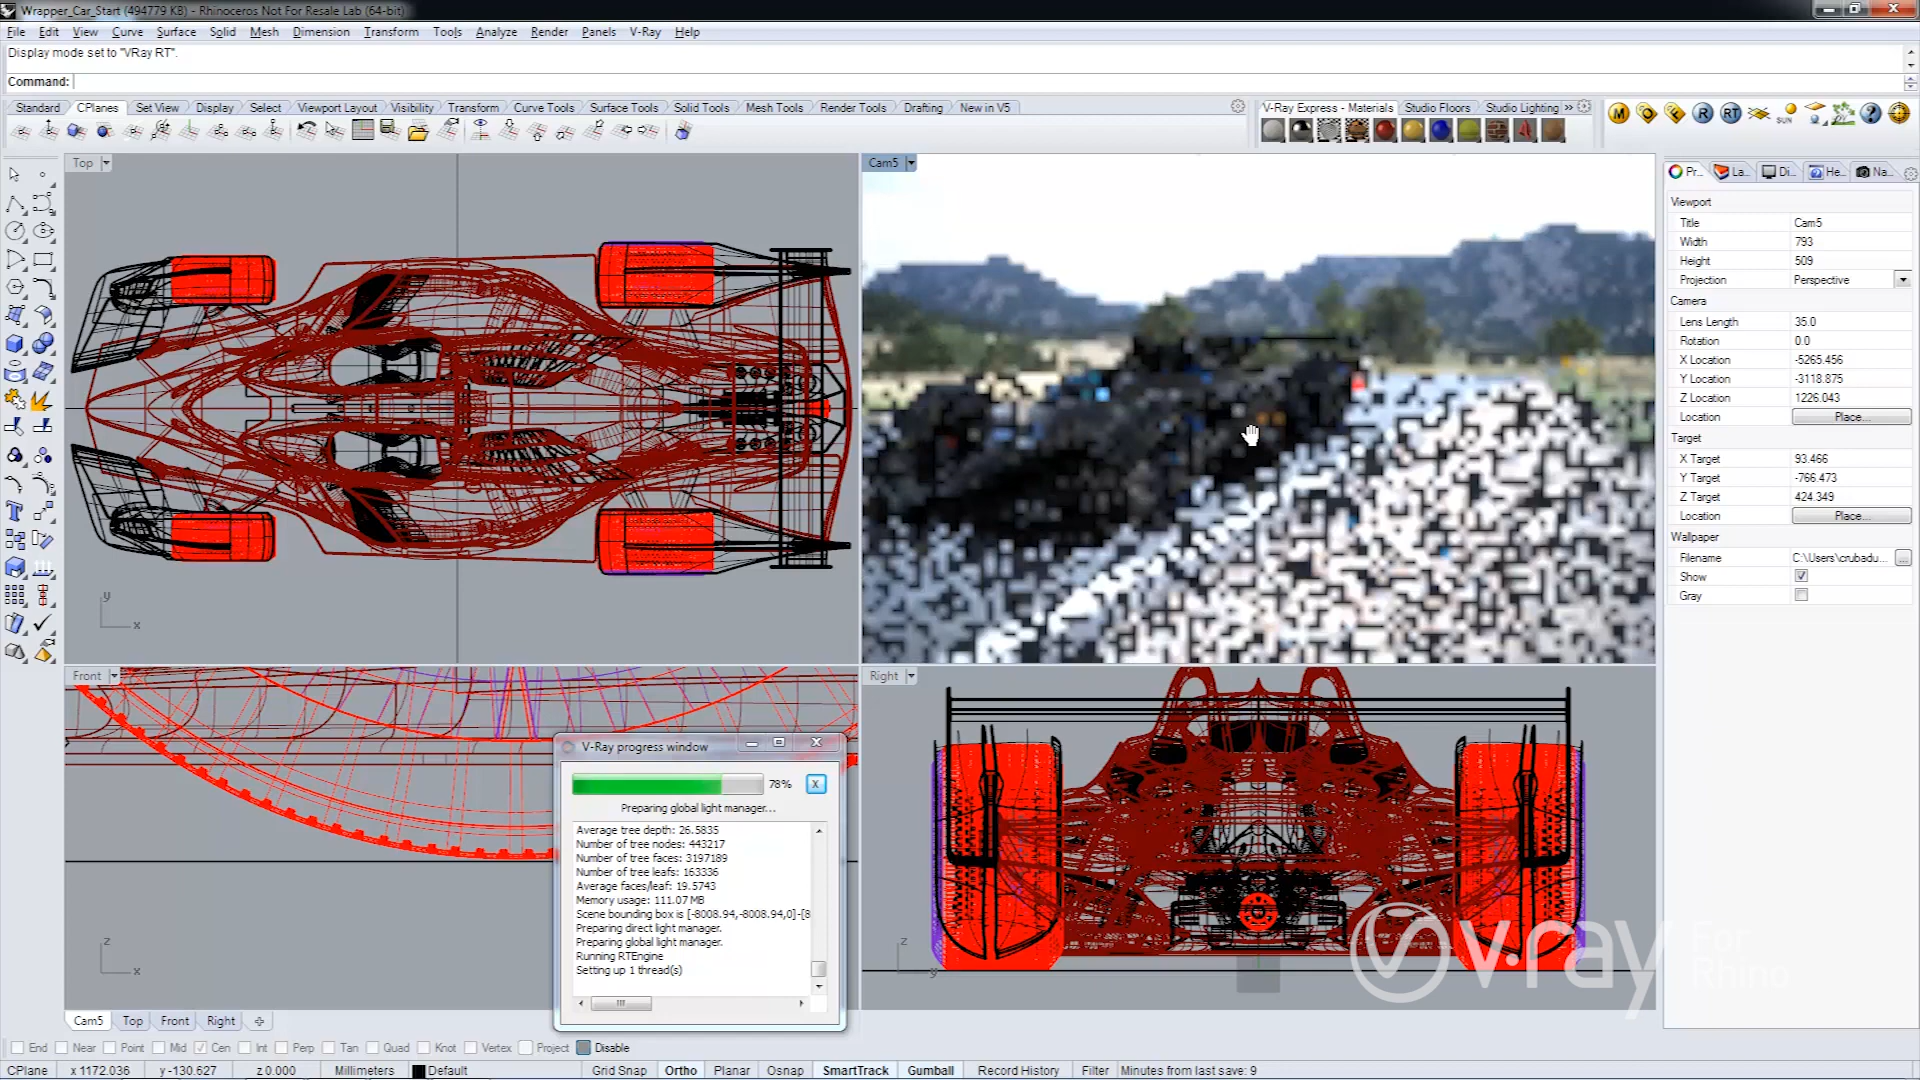 Wrapper_Car_Start (494779 KB) - Rhinoceros Not For Resale Lab (64-bit)
File Edit View Curve Surface Solid Mesh Dimension Transform Tools Analyze Render Panels V-Ray Help
Display mode set to "VRay RT".
Command:
Standard CPlanes Set View Display Select Viewport Layout Visibility Transform Curve Tools Surface Tools Solid Tools Mesh Tools Render Tools Drafting New in V5
V-Ray Express - Materials Studio Floors Studio Lighting »
M O F R RT SUN
Top
Cam5
Pr... La... Di... He... Na...
Viewport
Title Cam5
Width 793
Height 509
Projection Perspective
Camera
Lens Length 35.0
Rotation 0.0
X Location -5265.456
Y Location -3118.875
Z Location 1226.043
Location Place...
Target
X Target 93.466
Y Target -766.473
Z Target 424.349
Location Place...
Wallpaper
Filename C:\Users\crubadu... ...
Show
Gray
y
x
Front
Right
V-Ray progress window
78% X
Preparing global light manager...
Average tree depth: 26.5835
Number of tree nodes: 443217
Number of tree faces: 3197189
Number of tree leafs: 163336
Average faces/leaf: 19.5743
Memory usage: 111.07 MB
Scene bounding box is [-8008.94,-8008.94,0]-[8
Preparing direct light manager.
Preparing global light manager.
Running RTEngine
Setting up 1 thread(s)
z
x
z
y
v·ray For Rhino
Cam5 Top Front Right
End Near Point Mid Cen Int Perp Tan Quad Knot Vertex Project Disable
CPlane x 1172.036 y -130.627 z 0.000 Millimeters Default Grid Snap Ortho Planar Osnap SmartTrack Gumball Record History Filter Minutes from last save: 9